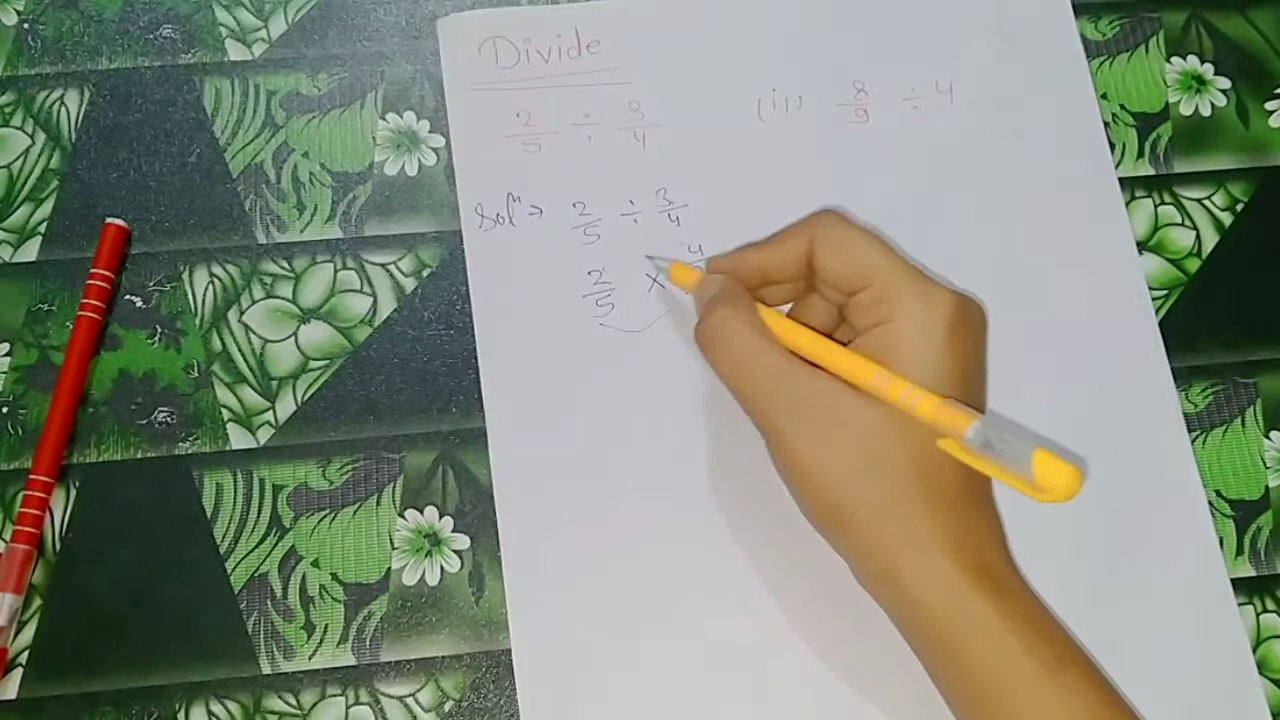 Divide
2/5 ÷ 3/4 (ii) 8/9 ÷ 4
Solⁿ → 2/5 ÷ 3/4
2/5 × 4